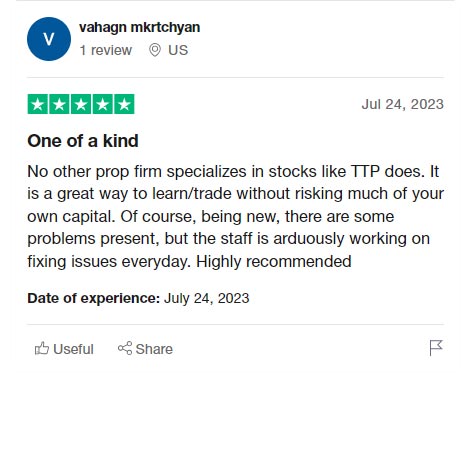 V
vahagn mkrtchyan
1 review US
Jul 24, 2023
One of a kind
No other prop firm specializes in stocks like TTP does. It
is a great way to learn/trade without risking much of your
own capital. Of course, being new, there are some
problems present, but the staff is arduously working on
fixing issues everyday. Highly recommended
Date of experience: July 24, 2023
Useful Share